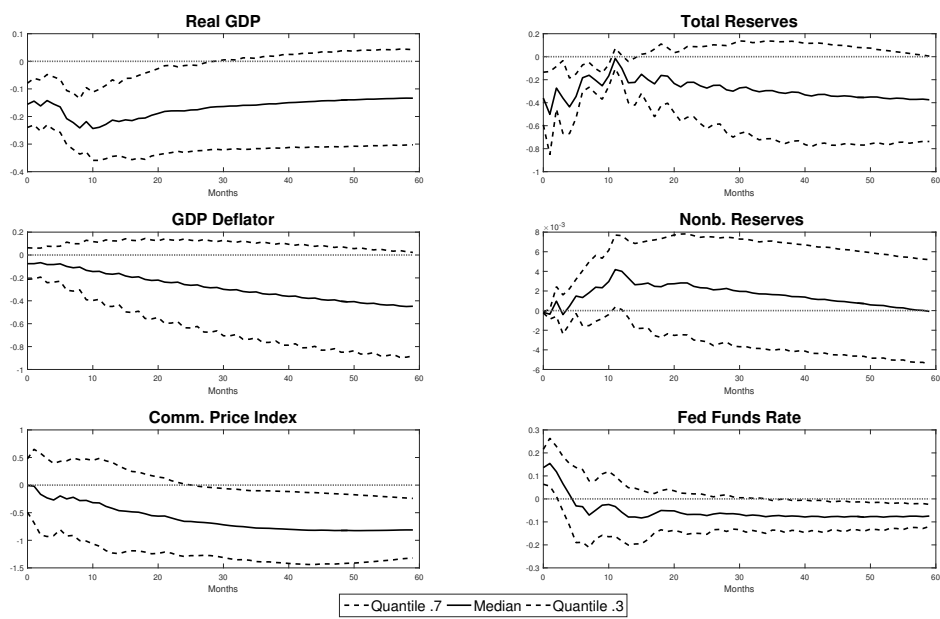 Real GDP
0.1
0
-0.1
-0.2
-0.3
-0.4
0 10 20 30 40 50 60
Months
Total Reserves
0.2
0
-0.2
-0.4
-0.6
-0.8
-1
0 10 20 30 40 50 60
Months
GDP Deflator
0.2
0
-0.2
-0.4
-0.6
-0.8
-1
0 10 20 30 40 50 60
Months
Nonb. Reserves
×10^-3
8
6
4
2
0
-2
-4
-6
0 10 20 30 40 50 60
Months
Comm. Price Index
1
0.5
0
-0.5
-1
-1.5
0 10 20 30 40 50 60
Months
Fed Funds Rate
0.3
0.2
0.1
0
-0.1
-0.2
-0.3
0 10 20 30 40 50 60
Months
Quantile .7 Median Quantile .3